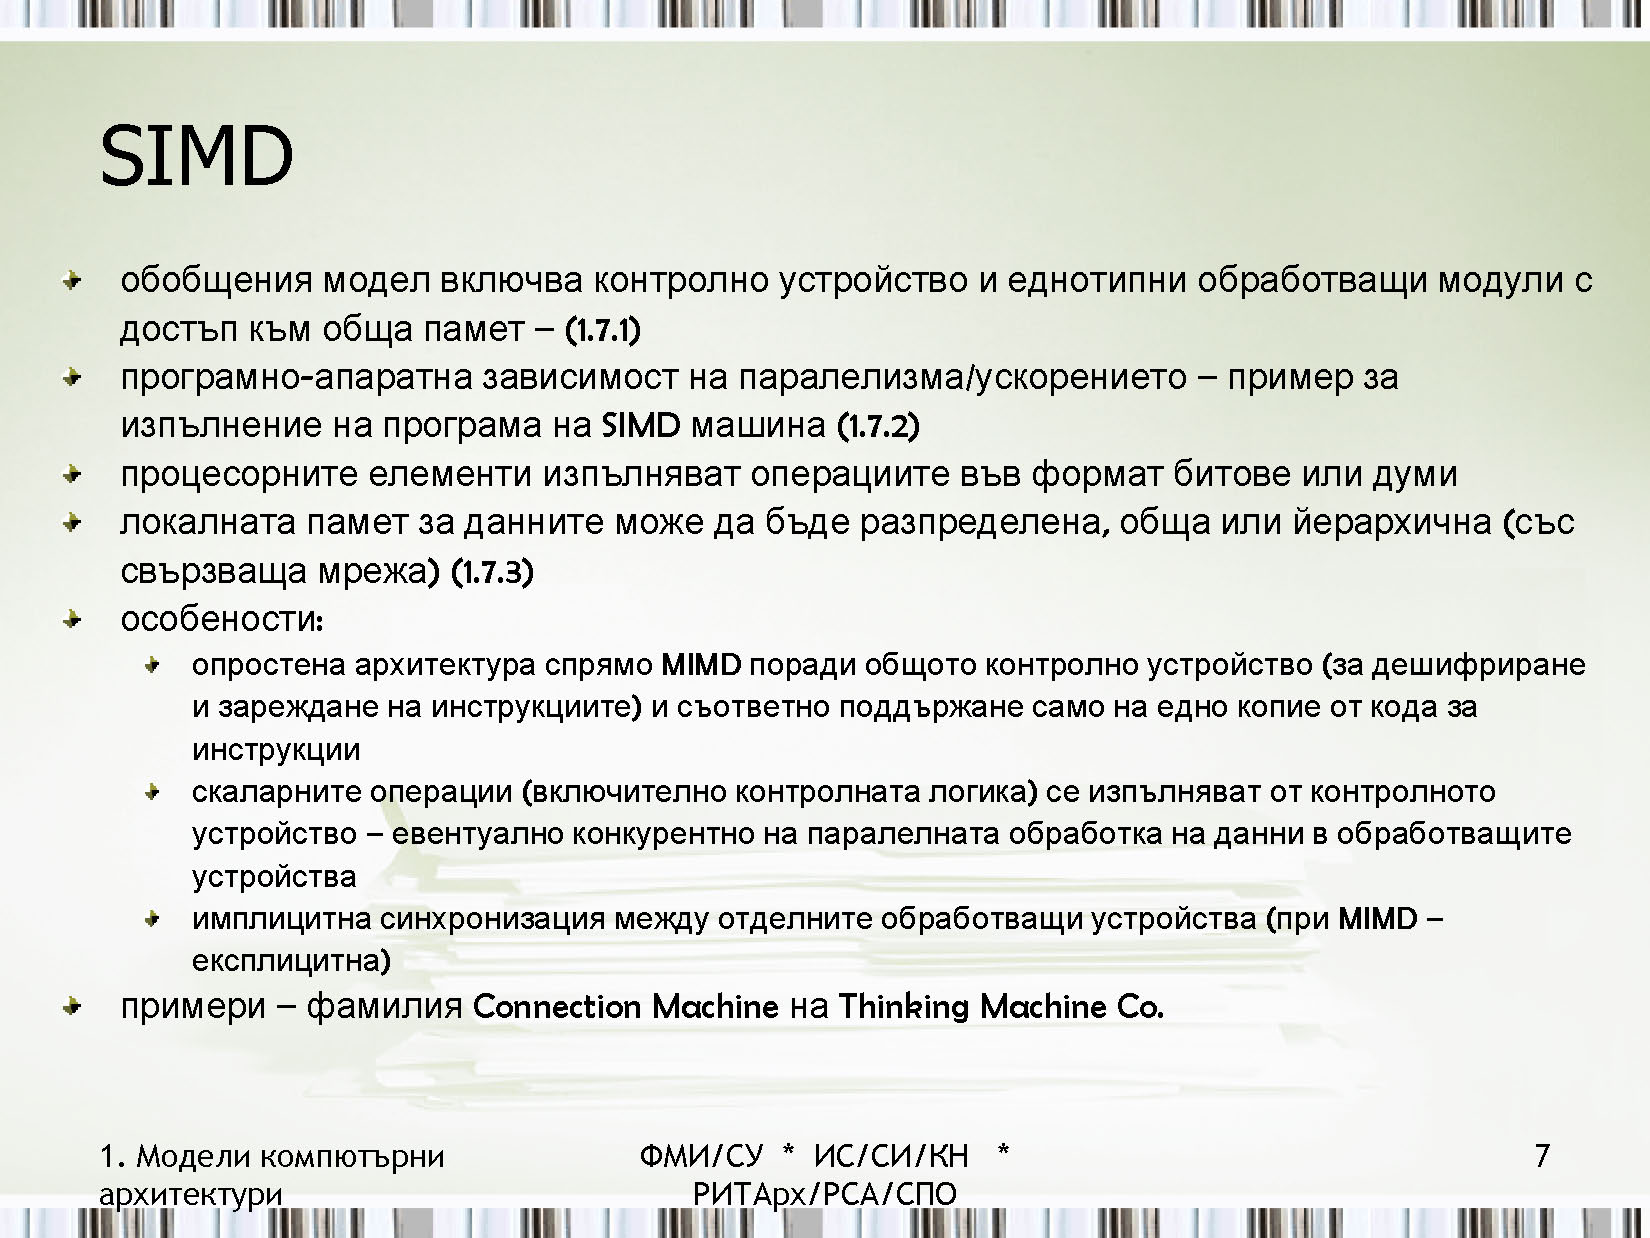 SIMD
обобщения модел включва контролно устройство и еднотипни обработващи модули с
достъп към обща памет – (1.7.1)
програмно-апаратна зависимост на паралелизма/ускорението – пример за
изпълнение на програма на SIMD машина (1.7.2)
процесорните елементи изпълняват операциите във формат битове или думи
локалната памет за данните може да бъде разпределена, обща или йерархична (със
свързваща мрежа) (1.7.3)
особености:
опростена архитектура спрямо MIMD поради общото контролно устройство (за дешифриране
и зареждане на инструкциите) и съответно поддържане само на едно копие от кода за
инструкции
скаларните операции (включително контролната логика) се изпълняват от контролното
устройство – евентуално конкурентно на паралелната обработка на данни в обработващите
устройства
имплицитна синхронизация между отделните обработващи устройства (при MIMD –
експлицитна)
примери – фамилия Connection Machine на Thinking Machine Co.
1. Модели компютърни
архитектури
ФМИ/СУ * ИС/СИ/КН *
РИТАрх/РСА/СПО
7